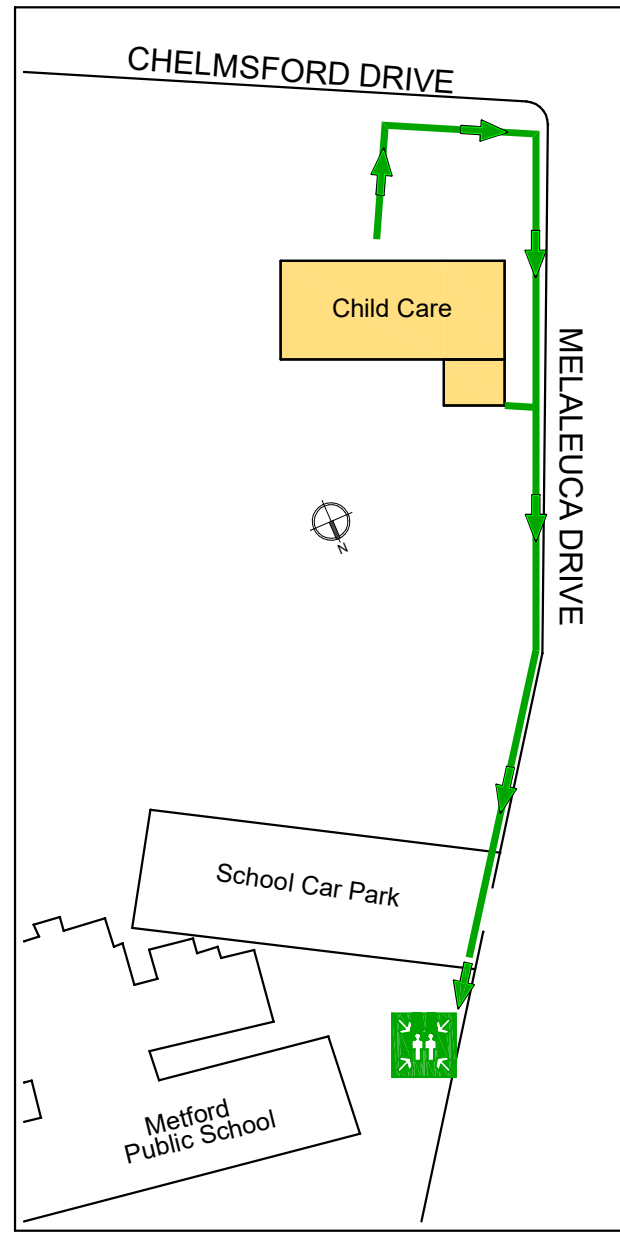 CHELMSFORD DRIVE
Child Care
MELALEUCA DRIVE
N
School Car Park
Metford
Public School